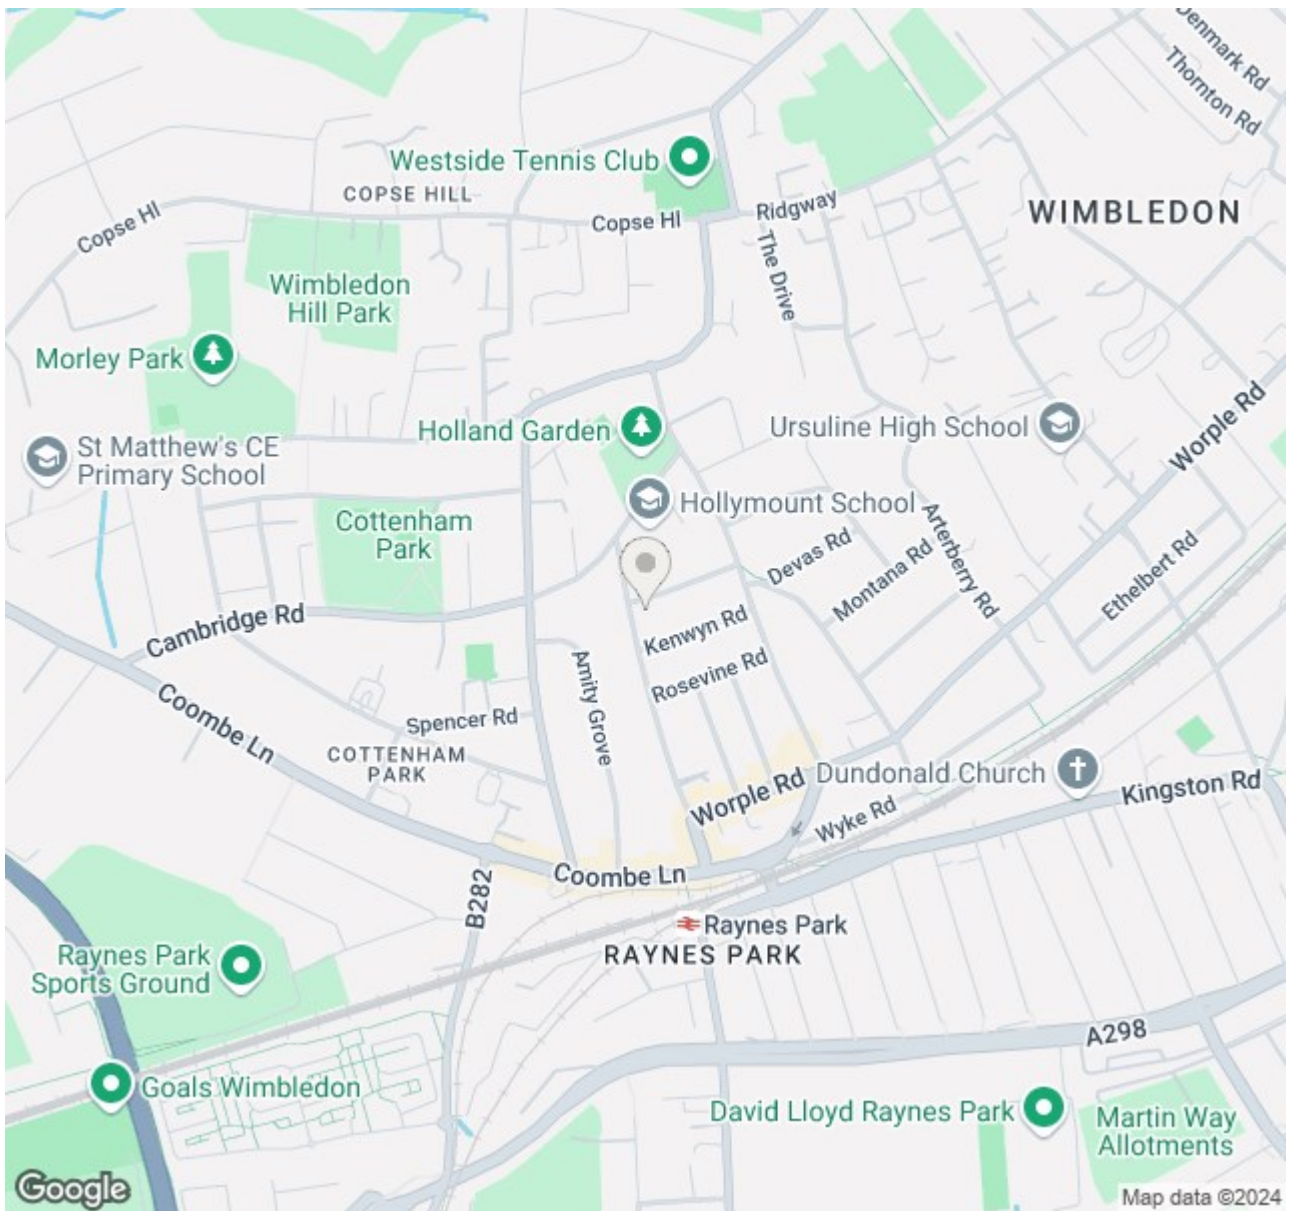 Denmark Rd
Thornton Rd
Westside Tennis Club
COPSE HILL
Copse Hl
Copse Hl
Ridgway
WIMBLEDON
The Drive
Wimbledon
Hill Park
Morley Park
Worple Rd
Holland Garden
Ursuline High School
St Matthew's CE
Primary School
Hollymount School
Cottenham
Park
Arterberry Rd
Devas Rd
Montana Rd
Ethelbert Rd
Cambridge Rd
Kenwyn Rd
Rosevine Rd
Amity Grove
Coombe Ln
Spencer Rd
COTTENHAM
PARK
Worple Rd
Dundonald Church
Kingston Rd
Wyke Rd
Coombe Ln
B282
Raynes Park
RAYNES PARK
Raynes Park
Sports Ground
A298
Goals Wimbledon
David Lloyd Raynes Park
Martin Way
Allotments
Google
Map data ©2024